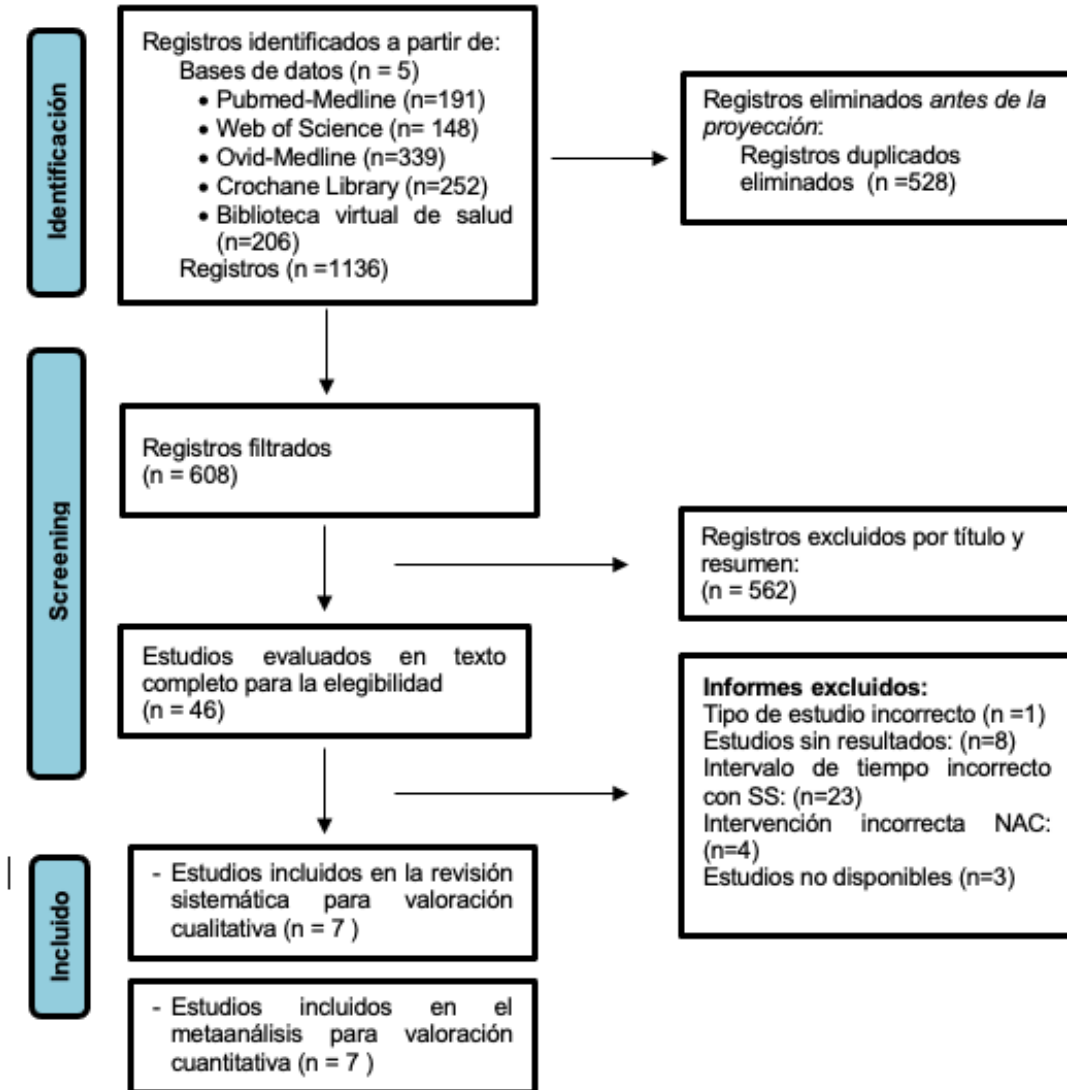 Identificación
Registros identificados a partir de:
Bases de datos (n = 5)
• Pubmed-Medline (n=191)
• Web of Science (n= 148)
• Ovid-Medline (n=339)
• Crochane Library (n=252)
• Biblioteca virtual de salud
(n=206)
Registros (n =1136)
Registros eliminados antes de la
proyección:
Registros duplicados
eliminados (n =528)
Screening
Registros filtrados
(n = 608)
Registros excluidos por título y
resumen:
(n = 562)
Estudios evaluados en texto
completo para la elegibilidad
(n = 46)
Informes excluidos:
Tipo de estudio incorrecto (n =1)
Estudios sin resultados: (n=8)
Intervalo de tiempo incorrecto
con SS: (n=23)
Intervención incorrecta NAC:
(n=4)
Estudios no disponibles (n=3)
Incluido
- Estudios incluidos en la revisión
sistemática para valoración
cualitativa (n = 7 )
- Estudios incluidos en el
metaanálisis para valoración
cuantitativa (n = 7 )